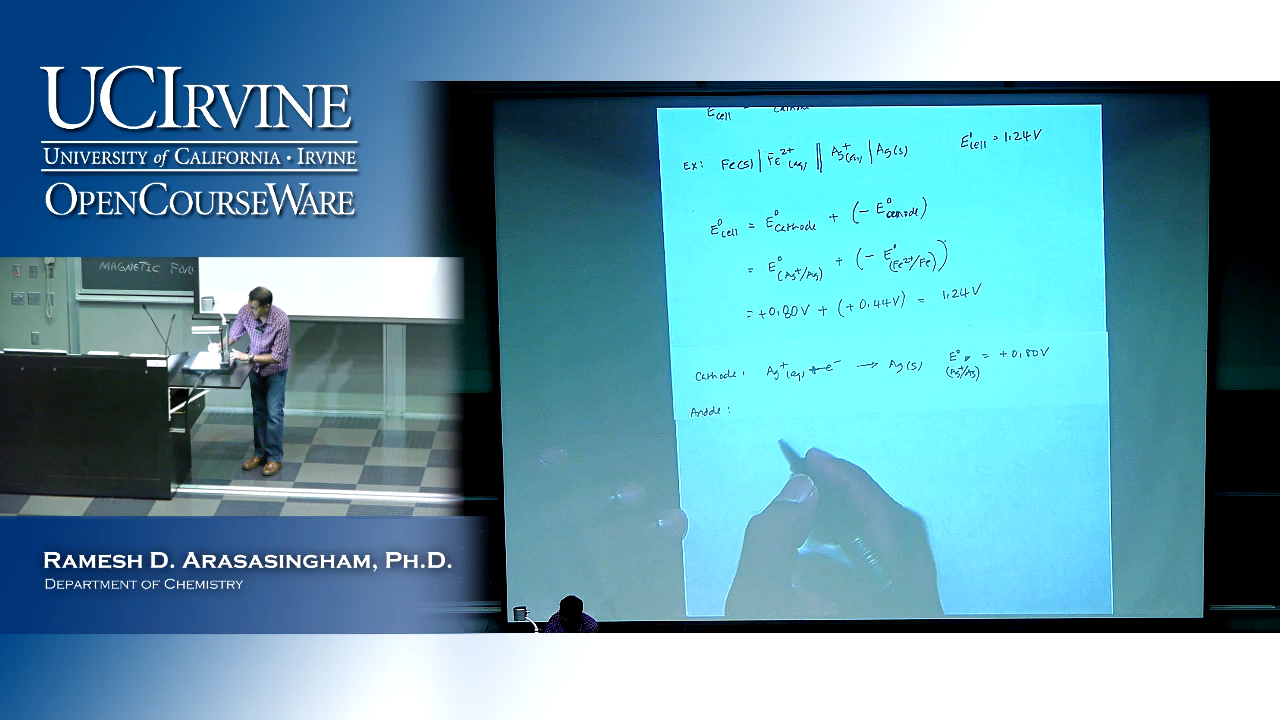 UCIRVINE
UNIVERSITY of CALIFORNIA · IRVINE
OPENCOURSEWARE
MAGNETIC
RAMESH D. ARASASINGHAM, PH.D.
DEPARTMENT OF CHEMISTRY
Ecell = cathode
Ex: Fe(s) | Fe²⁺(aq) || Ag⁺(aq) | Ag(s) E°cell = 1.24V
E°cell = E°cathode + (- E°)
= E°(Ag⁺/Ag) + (- E°(Fe²⁺/Fe))
= +0.80V + (+0.44V) = 1.24V
Cathode: Ag⁺(aq) + e⁻ → Ag(s) E°(Ag⁺/Ag) = +0.80V
Anode: